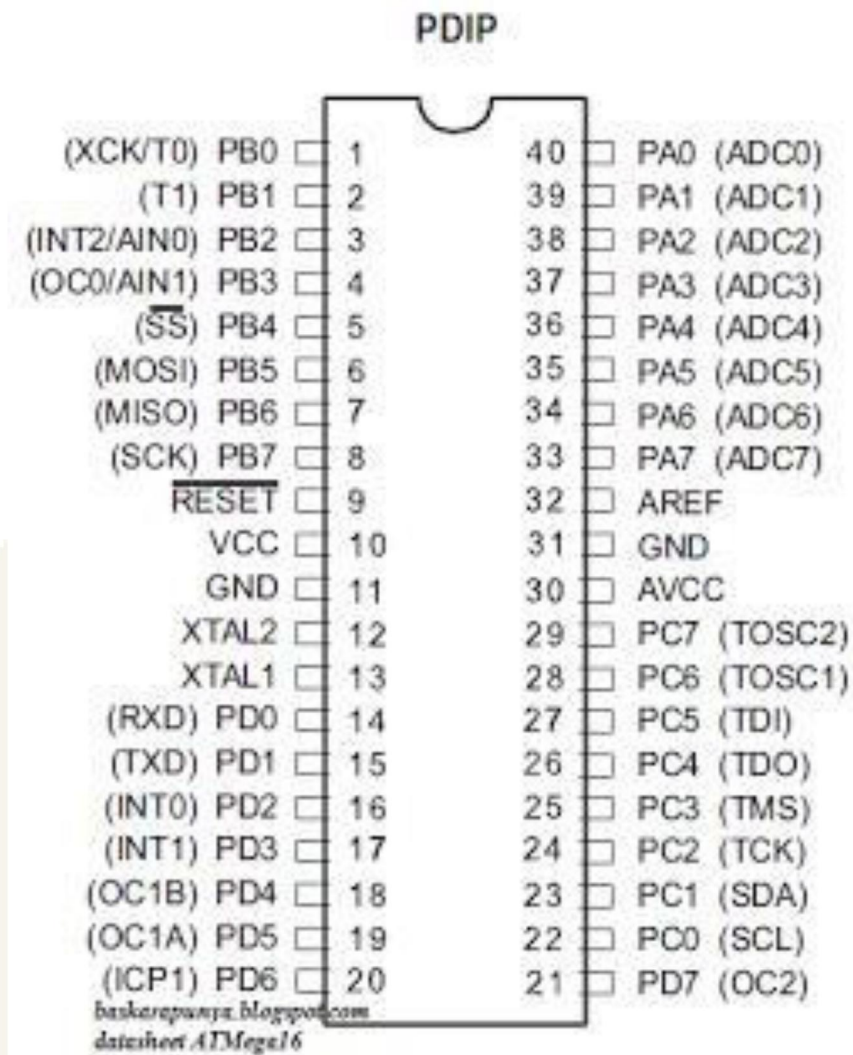 PDIP
(XCK/T0) PB0 1 40 PA0 (ADC0)
(T1) PB1 2 39 PA1 (ADC1)
(INT2/AIN0) PB2 3 38 PA2 (ADC2)
(OC0/AIN1) PB3 4 37 PA3 (ADC3)
(SS) PB4 5 36 PA4 (ADC4)
(MOSI) PB5 6 35 PA5 (ADC5)
(MISO) PB6 7 34 PA6 (ADC6)
(SCK) PB7 8 33 PA7 (ADC7)
RESET 9 32 AREF
VCC 10 31 GND
GND 11 30 AVCC
XTAL2 12 29 PC7 (TOSC2)
XTAL1 13 28 PC6 (TOSC1)
(RXD) PD0 14 27 PC5 (TDI)
(TXD) PD1 15 26 PC4 (TDO)
(INT0) PD2 16 25 PC3 (TMS)
(INT1) PD3 17 24 PC2 (TCK)
(OC1B) PD4 18 23 PC1 (SDA)
(OC1A) PD5 19 22 PC0 (SCL)
(ICP1) PD6 20 21 PD7 (OC2)
baskarapunya.blogspot.com
datasheet ATMega16